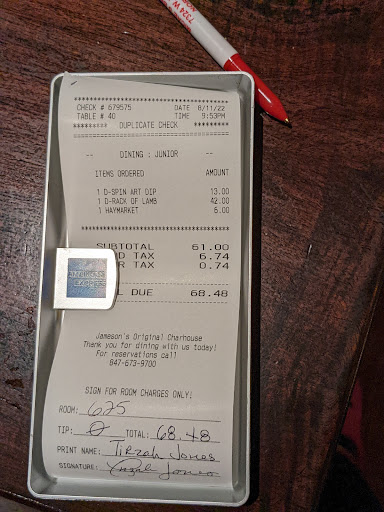 7324 W
CHECK # 679575 DATE 8/11/22
TABLE # 40 TIME 9:53PM
********* DUPLICATE CHECK *********
-- DINING : JUNIOR --
ITEMS ORDERED AMOUNT
1 D-SPIN ART DIP 13.00
1 D-RACK OF LAMB 42.00
1 HAYMARKET 6.00
SUBTOTAL 61.00
D TAX 6.74
R TAX 0.74
DUE 68.48
Jameson's Original Charhouse
Thank you for dining with us today!
For reservations call
847-673-9700
SIGN FOR ROOM CHARGES ONLY!
ROOM: 625
TIP: 0 TOTAL: 68.48
PRINT NAME: Tirzah Jones
SIGNATURE: Tirzah Jones